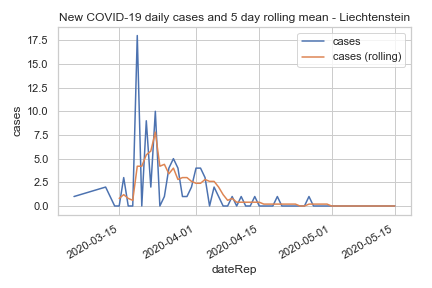 New COVID-19 daily cases and 5 day rolling mean - Liechtenstein
cases
cases (rolling)
17.5
15.0
12.5
10.0
7.5
5.0
2.5
0.0
cases
2020-03-15
2020-04-01
2020-04-15
2020-05-01
2020-05-15
dateRep